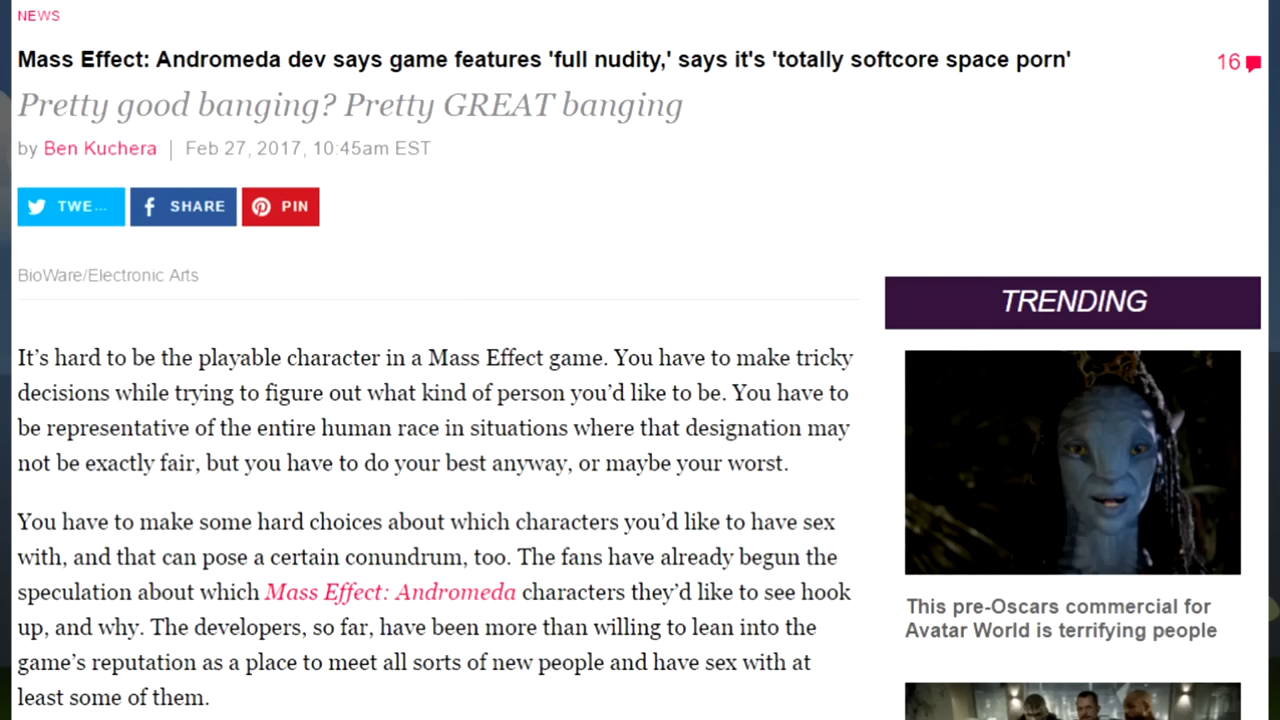 NEWS
Mass Effect: Andromeda dev says game features 'full nudity,' says it's 'totally softcore space porn'
16
Pretty good banging? Pretty GREAT banging
by Ben Kuchera | Feb 27, 2017, 10:45am EST
TWE...
SHARE
PIN
BioWare/Electronic Arts
It’s hard to be the playable character in a Mass Effect game. You have to make tricky
decisions while trying to figure out what kind of person you’d like to be. You have to
be representative of the entire human race in situations where that designation may
not be exactly fair, but you have to do your best anyway, or maybe your worst.
You have to make some hard choices about which characters you’d like to have sex
with, and that can pose a certain conundrum, too. The fans have already begun the
speculation about which Mass Effect: Andromeda characters they’d like to see hook
up, and why. The developers, so far, have been more than willing to lean into the
game’s reputation as a place to meet all sorts of new people and have sex with at
least some of them.
TRENDING
This pre-Oscars commercial for
Avatar World is terrifying people